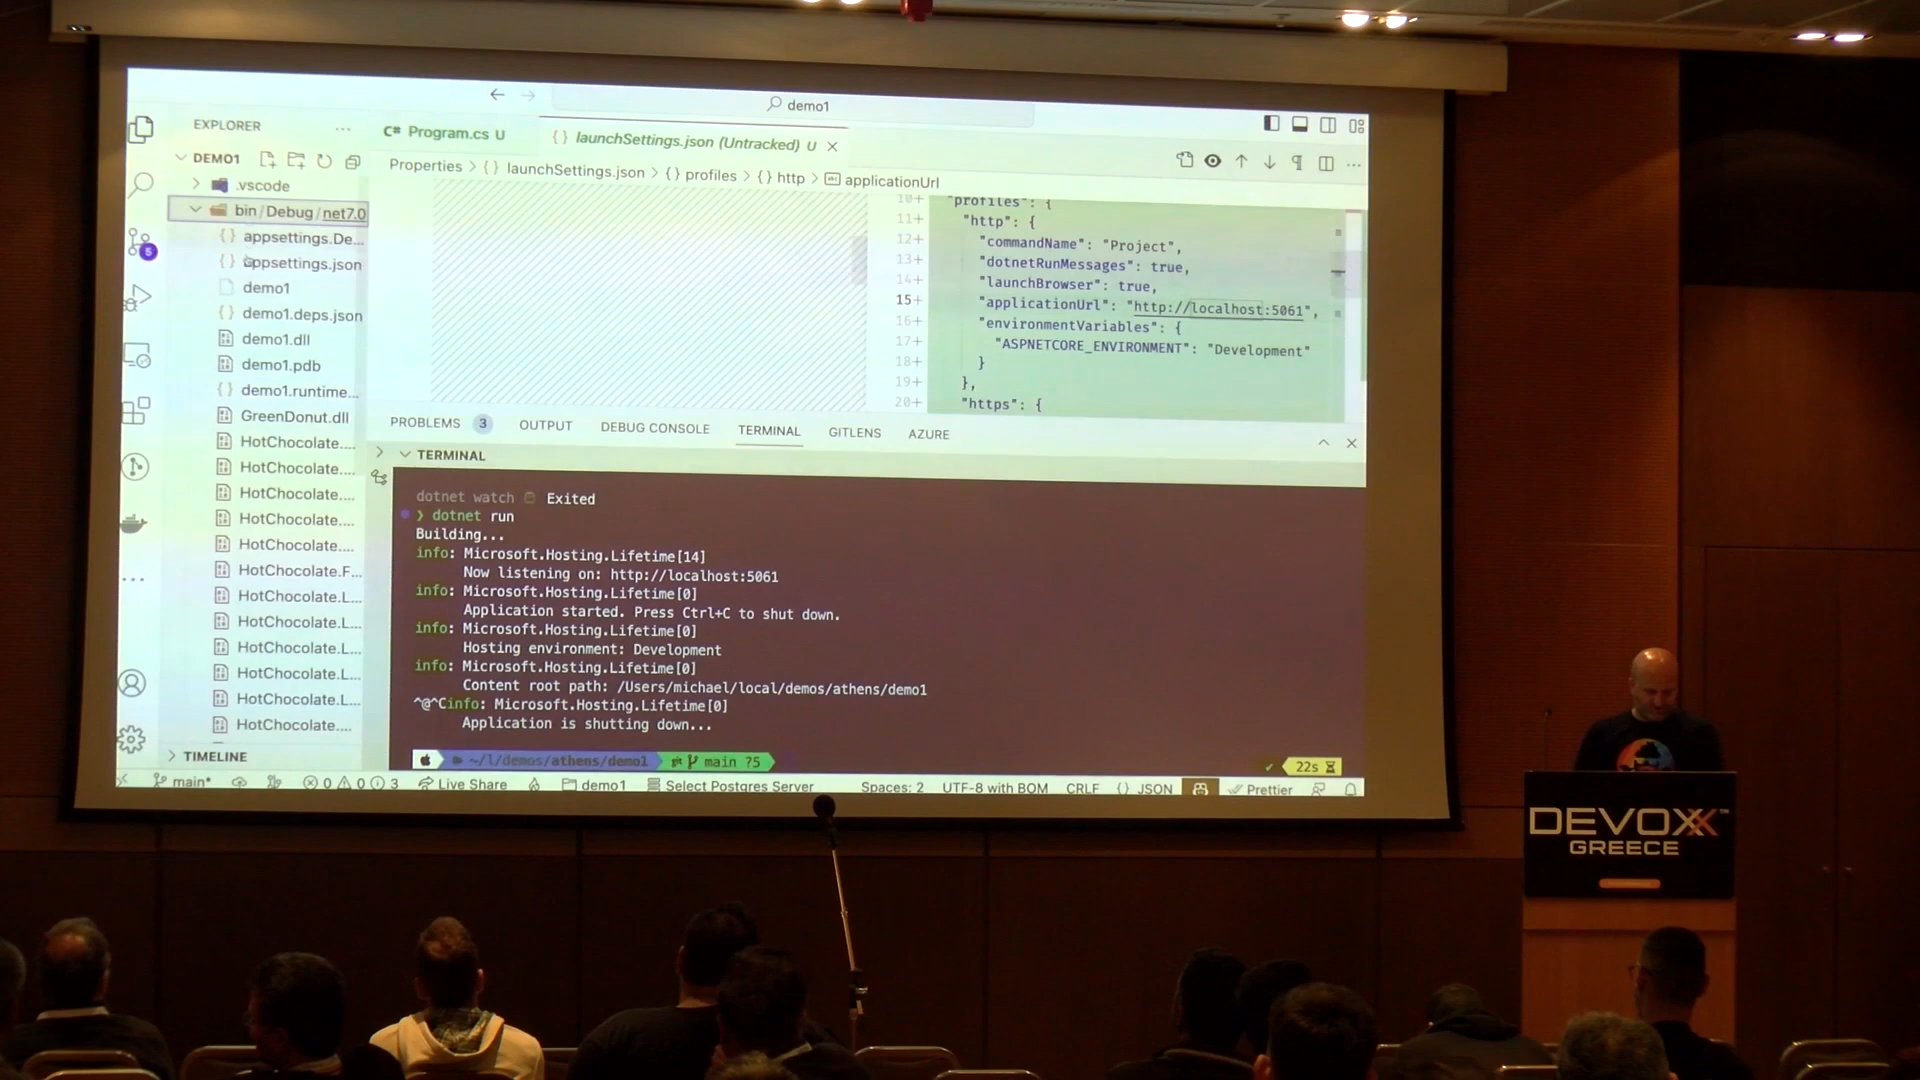 demo1
EXPLORER
DEMO1
.vscode
bin/Debug/net7.0
appsettings.De...
appsettings.json
demo1
demo1.deps.json
demo1.dll
demo1.pdb
demo1.runtime...
GreenDonut.dll
HotChocolate....
HotChocolate....
HotChocolate....
HotChocolate....
HotChocolate....
HotChocolate.F...
HotChocolate.L...
HotChocolate.L...
HotChocolate.L...
HotChocolate.L...
HotChocolate.L...
HotChocolate....
TIMELINE
5
C# Program.cs U
{ } launchSettings.json (Untracked) U
Properties > { } launchSettings.json > { } profiles > { } http > applicationUrl
10+ "profiles": {
11+ "http": {
12+ "commandName": "Project",
13+ "dotnetRunMessages": true,
14+ "launchBrowser": true,
15+ "applicationUrl": "http://localhost:5061",
16+ "environmentVariables": {
17+ "ASPNETCORE_ENVIRONMENT": "Development"
18+ }
19+ },
20+ "https": {
PROBLEMS 3 OUTPUT DEBUG CONSOLE TERMINAL GITLENS AZURE
TERMINAL
dotnet watch Exited
❯ dotnet run
Building...
info: Microsoft.Hosting.Lifetime[14]
Now listening on: http://localhost:5061
info: Microsoft.Hosting.Lifetime[0]
Application started. Press Ctrl+C to shut down.
info: Microsoft.Hosting.Lifetime[0]
Hosting environment: Development
info: Microsoft.Hosting.Lifetime[0]
Content root path: /Users/michael/local/demos/athens/demo1
^@^Cinfo: Microsoft.Hosting.Lifetime[0]
Application is shutting down...
~/l/demos/athens/demo1 main ?5 22s
main* 0 0 3 Live Share demo1 Select Postgres Server Spaces: 2 UTF-8 with BOM CRLF { } JSON Prettier
DEVOXX™
GREECE